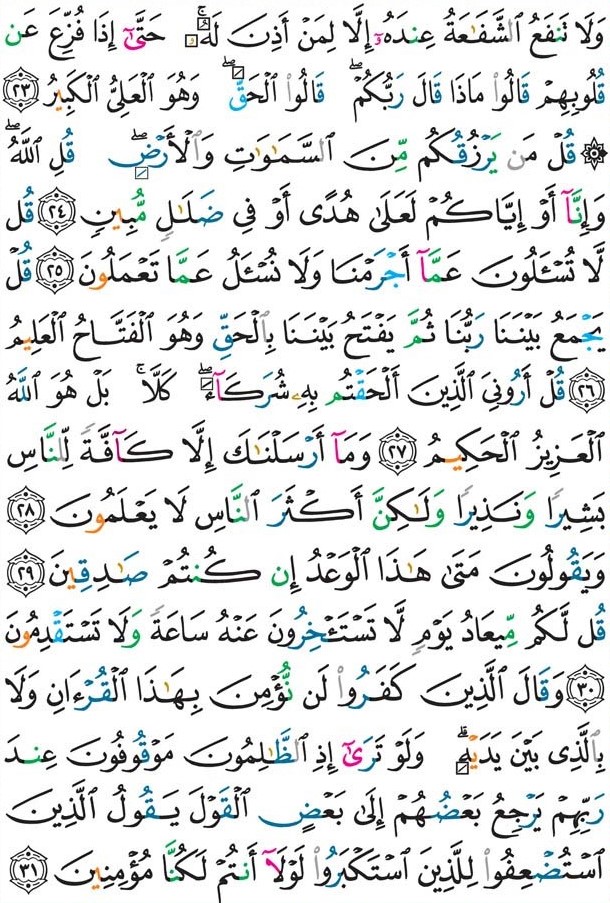 وَلَا تَنفَعُ ٱلشَّفَـٰعَةُ عِندَهُۥٓ إِلَّا لِمَنْ أَذِنَ لَهُۥ ۚ حَتَّىٰٓ إِذَا فُزِّعَ عَن
قُلُوبِهِمْ قَالُوا۟ مَاذَا قَالَ رَبُّكُمْ ۖ قَالُوا۟ ٱلْحَقَّ ۖ وَهُوَ ٱلْعَلِىُّ ٱلْكَبِيرُ ٢٣
۞ قُلْ مَن يَرْزُقُكُم مِّنَ ٱلسَّمَـٰوَٰتِ وَٱلْأَرْضِ ۖ قُلِ ٱللَّهُ ۖ
وَإِنَّآ أَوْ إِيَّاكُمْ لَعَلَىٰ هُدًى أَوْ فِى ضَلَـٰلٍ مُّبِينٍ ٢٤ قُل
لَّا تُسْـَٔلُونَ عَمَّآ أَجْرَمْنَا وَلَا نُسْـَٔلُ عَمَّا تَعْمَلُونَ ٢٥ قُلْ
يَجْمَعُ بَيْنَنَا رَبُّنَا ثُمَّ يَفْتَحُ بَيْنَنَا بِٱلْحَقِّ وَهُوَ ٱلْفَتَّاحُ ٱلْعَلِيمُ
٢٦ قُلْ أَرُونِىَ ٱلَّذِينَ أَلْحَقْتُم بِهِۦ شُرَكَآءَ ۖ كَلَّا ۚ بَلْ هُوَ ٱللَّهُ
ٱلْعَزِيزُ ٱلْحَكِيمُ ٢٧ وَمَآ أَرْسَلْنَـٰكَ إِلَّا كَآفَّةً لِّلنَّاسِ
بَشِيرًا وَنَذِيرًا وَلَـٰكِنَّ أَكْثَرَ ٱلنَّاسِ لَا يَعْلَمُونَ ٢٨
وَيَقُولُونَ مَتَىٰ هَـٰذَا ٱلْوَعْدُ إِن كُنتُمْ صَـٰدِقِينَ ٢٩
قُل لَّكُم مِّيعَادُ يَوْمٍ لَّا تَسْتَـْٔخِرُونَ عَنْهُ سَاعَةً وَلَا تَسْتَقْدِمُونَ
٣٠ وَقَالَ ٱلَّذِينَ كَفَرُوا۟ لَن نُّؤْمِنَ بِهَـٰذَا ٱلْقُرْءَانِ وَلَا
بِٱلَّذِى بَيْنَ يَدَيْهِ ۗ وَلَوْ تَرَىٰٓ إِذِ ٱلظَّـٰلِمُونَ مَوْقُوفُونَ عِندَ
رَبِّهِمْ يَرْجِعُ بَعْضُهُمْ إِلَىٰ بَعْضٍ ٱلْقَوْلَ يَقُولُ ٱلَّذِينَ
ٱسْتُضْعِفُوا۟ لِلَّذِينَ ٱسْتَكْبَرُوا۟ لَوْلَآ أَنتُمْ لَكُنَّا مُؤْمِنِينَ ٣١